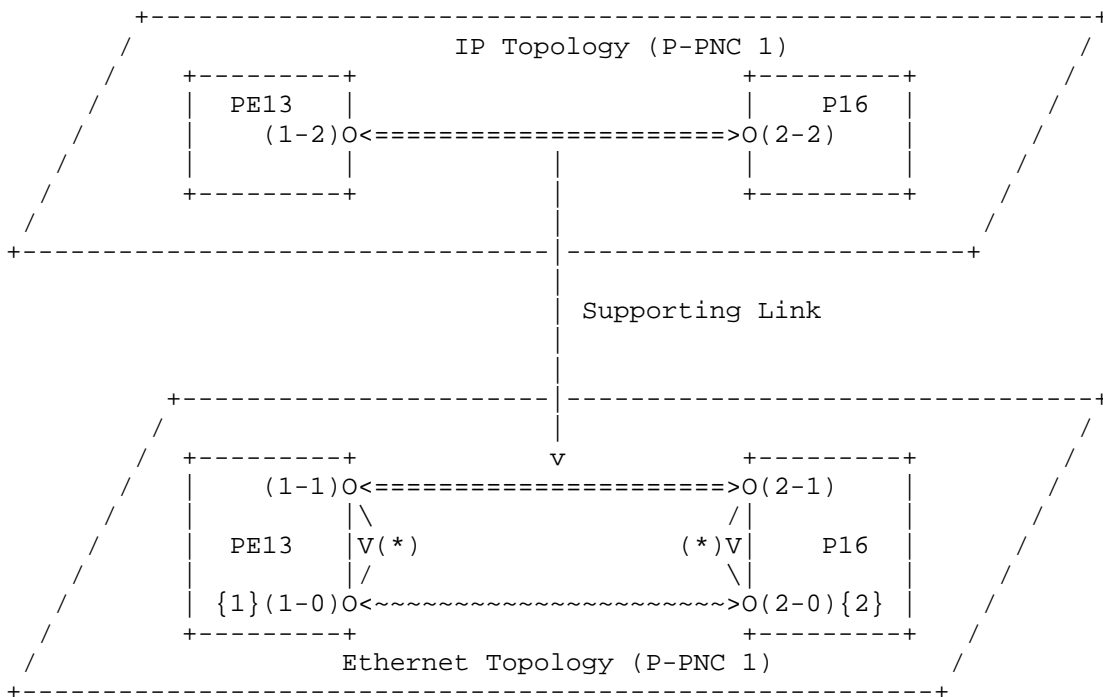 IP Topology (P-PNC 1)
PE13 P16
(1-2)O<======================>O(2-2)
Supporting Link
v
(1-1)O<======================>O(2-1)
PE13 V(*) (*)V P16
{1}(1-0)O<~~~~~~~~~~~~~~~~~~~~~~>O(2-0){2}
Ethernet Topology (P-PNC 1)